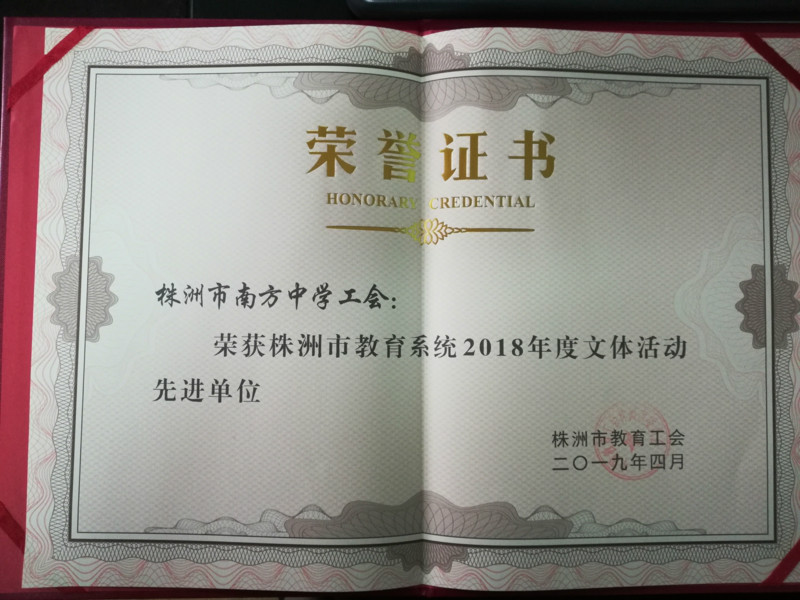 荣誉证书
HONORARY CREDENTIAL
株洲市南方中学工会:
荣获株洲市教育系统2018年度文体活动
先进单位
株洲市教育工会
二〇一九年四月